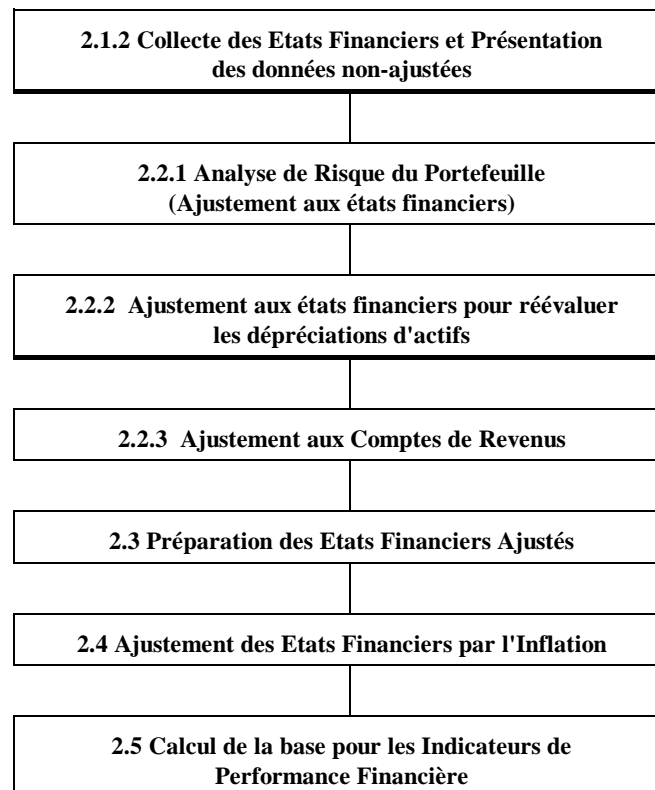 2.1.2 Collecte des Etats Financiers et Présentation
des données non-ajustées
2.2.1 Analyse de Risque du Portefeuille
(Ajustement aux états financiers)
2.2.2 Ajustement aux états financiers pour réévaluer
les dépréciations d'actifs
2.2.3 Ajustement aux Comptes de Revenus
2.3 Préparation des Etats Financiers Ajustés
2.4 Ajustement des Etats Financiers par l'Inflation
2.5 Calcul de la base pour les Indicateurs de
Performance Financière